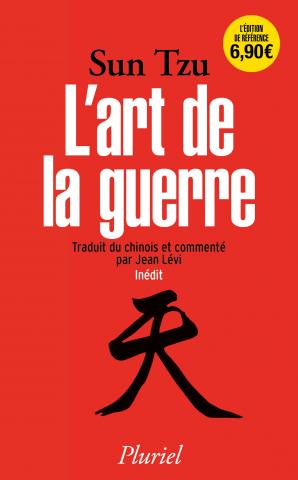 L'ÉDITION
DE RÉFÉRENCE
6,90€
Sun Tzu
L'art de
la guerre
Traduit du chinois et commenté
par Jean Lévi
Inédit
天
Pluriel